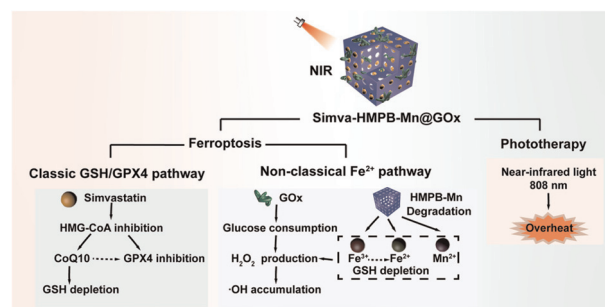 NIR
Simva-HMPB-Mn@GOx
Ferroptosis
Phototherapy
Classic GSH/GPX4 pathway
Simvastatin
HMG-CoA inhibition
CoQ10
GPX4 inhibition
GSH depletion
Non-classical Fe²⁺ pathway
GOx
Glucose consumption
H₂O₂ production
·OH accumulation
HMPB-Mn
Degradation
Fe³⁺
Fe²⁺
Mn²⁺
GSH depletion
Near-infrared light
808 nm
Overheat